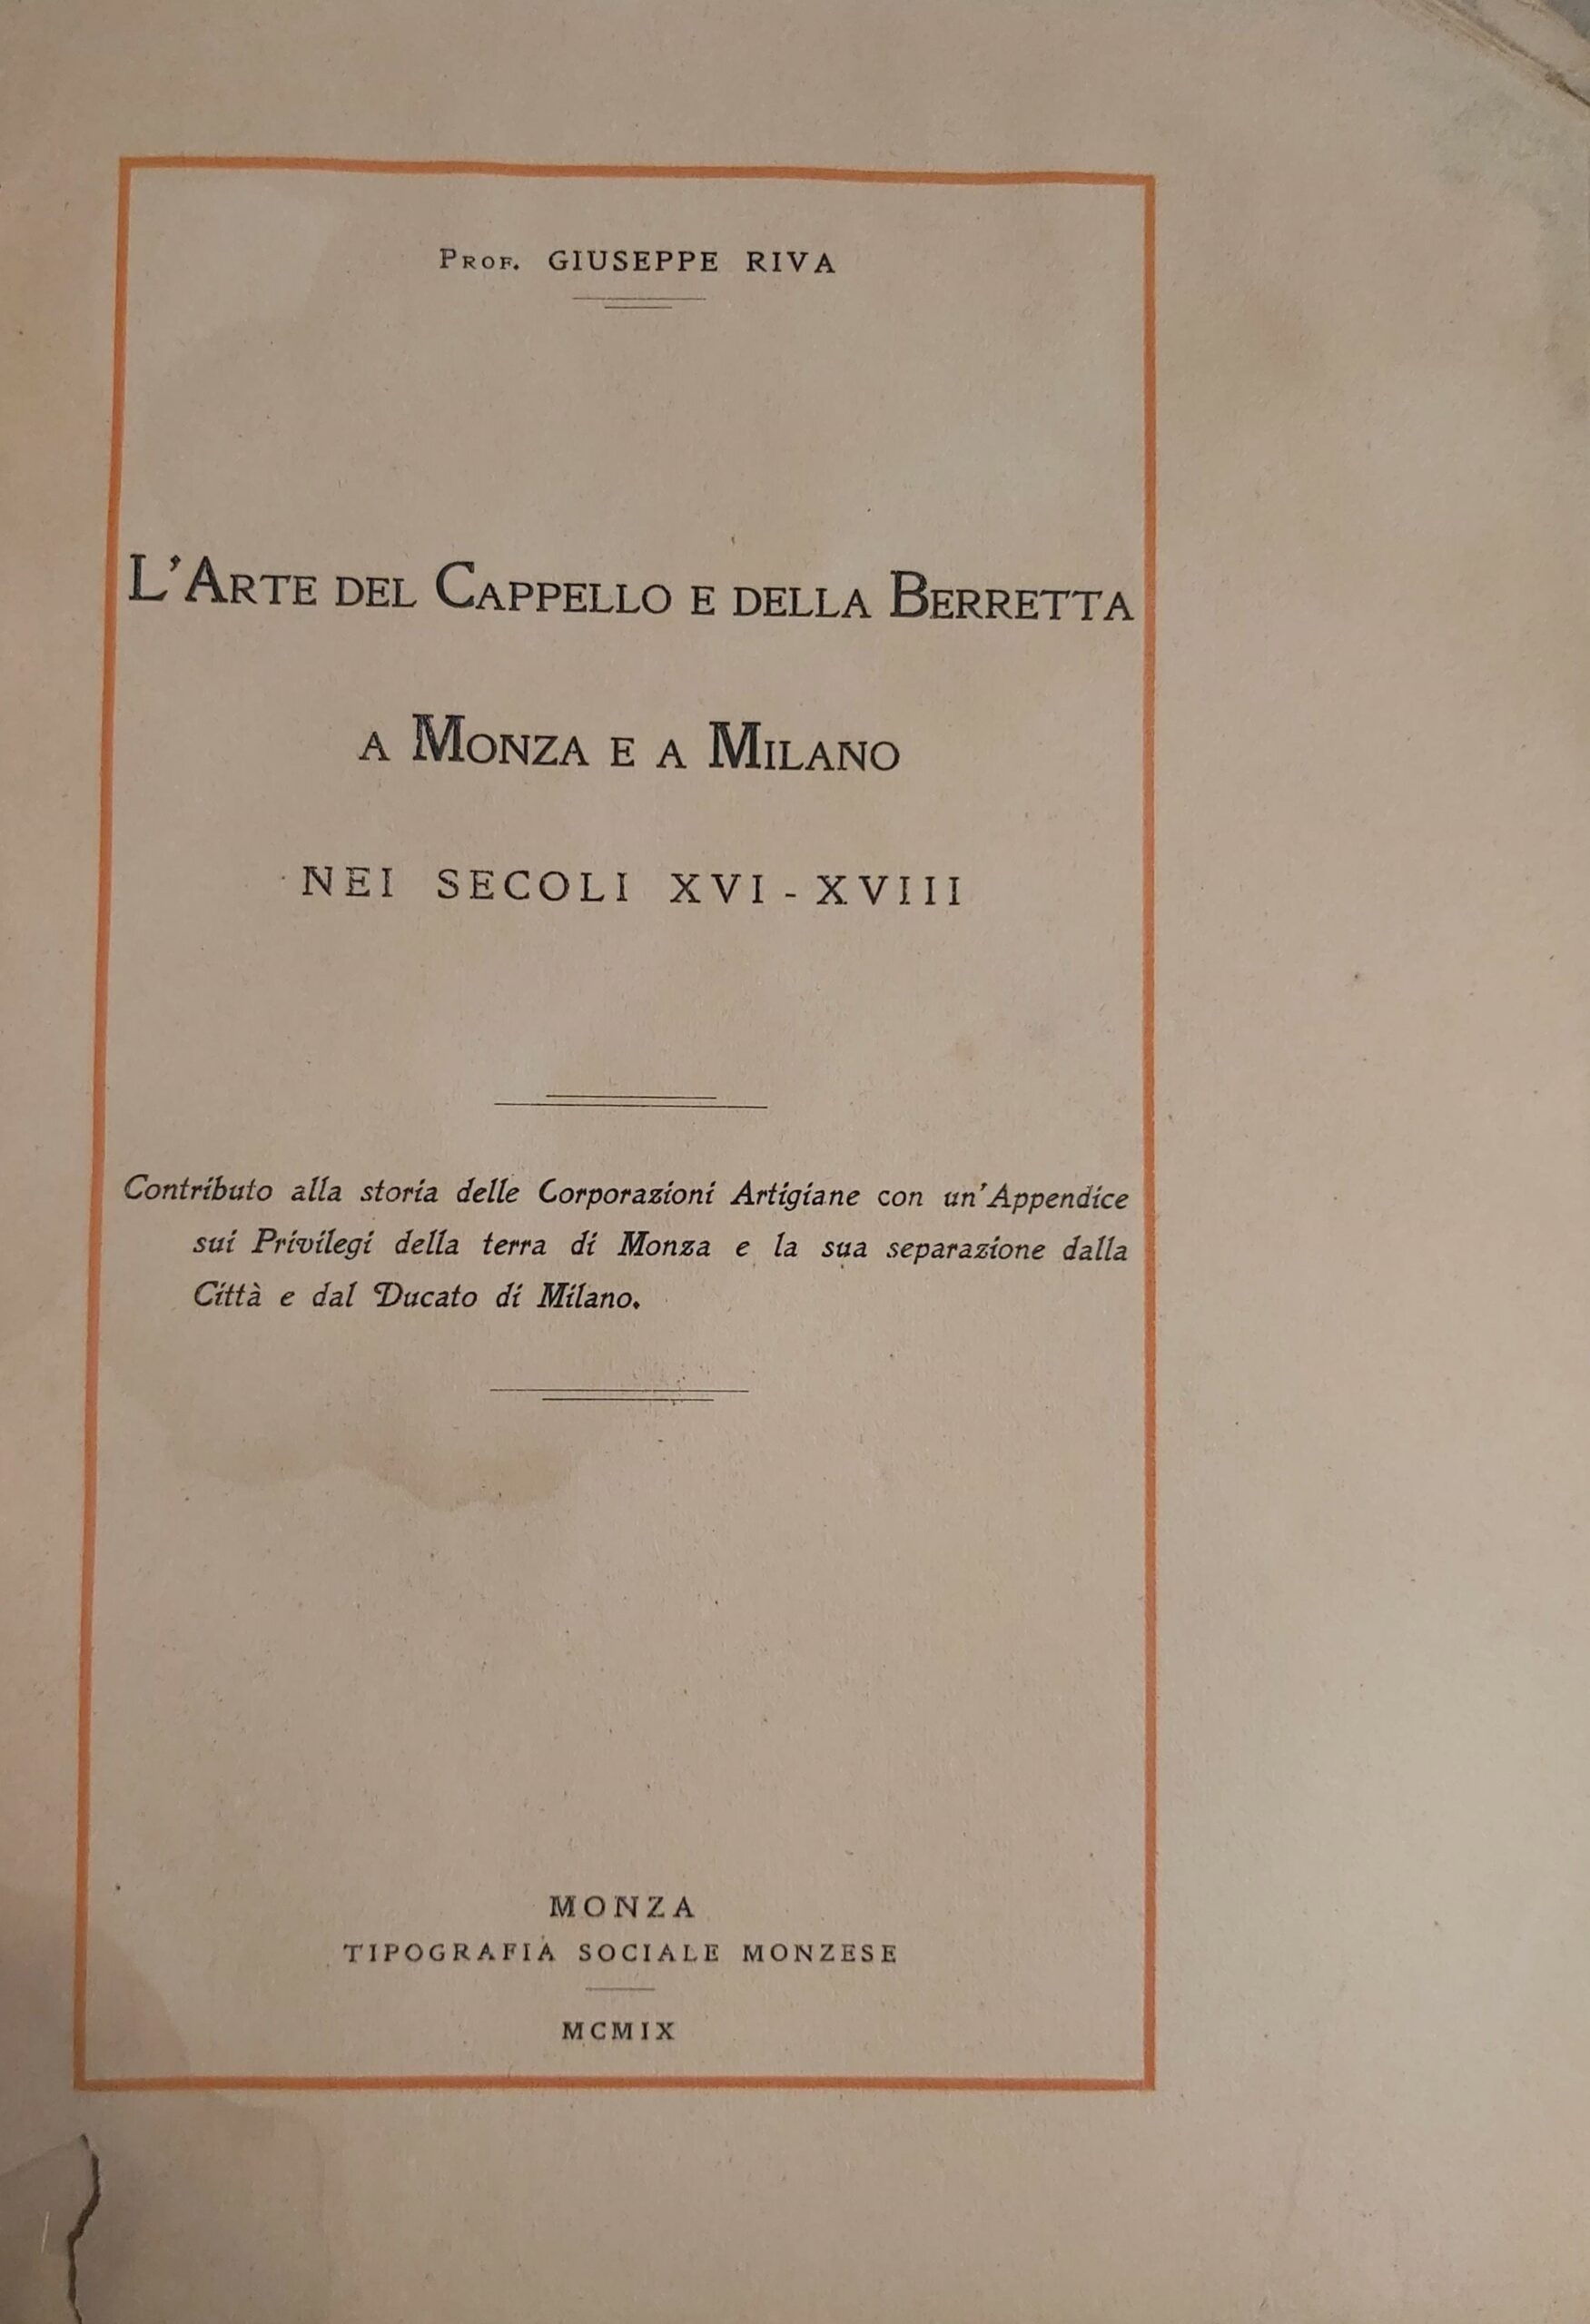 Prof. GIUSEPPE RIVA
L'Arte del Cappello e della Berretta
a Monza e a Milano
NEI SECOLI XVI - XVIII
Contributo alla storia delle Corporazioni Artigiane con un'Appendice
sui Privilegi della terra di Monza e la sua separazione dalla
Città e dal Ducato di Milano.
MONZA
TIPOGRAFIA SOCIALE MONZESE
MCMIX